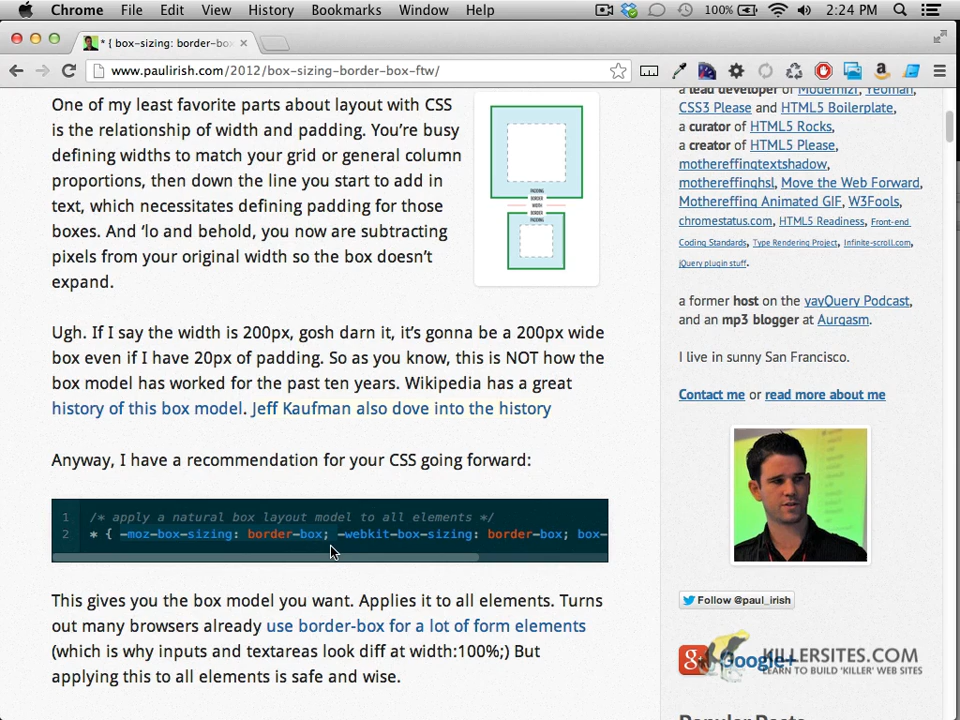 Chrome File Edit View History Bookmarks Window Help 100% 2:24 PM
* { box-sizing: border-box
www.paulirish.com/2012/box-sizing-border-box-ftw/
One of my least favorite parts about layout with CSS
is the relationship of width and padding. You’re busy
defining widths to match your grid or general column
proportions, then down the line you start to add in
text, which necessitates defining padding for those
boxes. And ‘lo and behold, you now are subtracting
pixels from your original width so the box doesn’t
expand.
PADDING
BORDER
WIDTH
BORDER
PADDING
Ugh. If I say the width is 200px, gosh darn it, it’s gonna be a 200px wide
box even if I have 20px of padding. So as you know, this is NOT how the
box model has worked for the past ten years. Wikipedia has a great
history of this box model. Jeff Kaufman also dove into the history
Anyway, I have a recommendation for your CSS going forward:
1 /* apply a natural box layout model to all elements */
2 * { -moz-box-sizing: border-box; -webkit-box-sizing: border-box; box-
This gives you the box model you want. Applies it to all elements. Turns
out many browsers already use border-box for a lot of form elements
(which is why inputs and textareas look diff at width:100%;) But
applying this to all elements is safe and wise.
a lead developer of Modernizr, Yeoman,
CSS3 Please and HTML5 Boilerplate,
a curator of HTML5 Rocks,
a creator of HTML5 Please,
mothereffingtextshadow,
mothereffinghsl, Move the Web Forward,
Mothereffing Animated GIF, W3Fools,
chromestatus.com, HTML5 Readiness, Front-end
Coding Standards, Type Rendering Project, Infinite-scroll.com,
jQuery plugin stuff.
a former host on the yayQuery Podcast,
and an mp3 blogger at Aurgasm.
I live in sunny San Francisco.
Contact me or read more about me
Follow @paul_irish
Google+
KILLERSITES.COM
LEARN TO BUILD 'KILLER' WEB SITES
Popular Posts